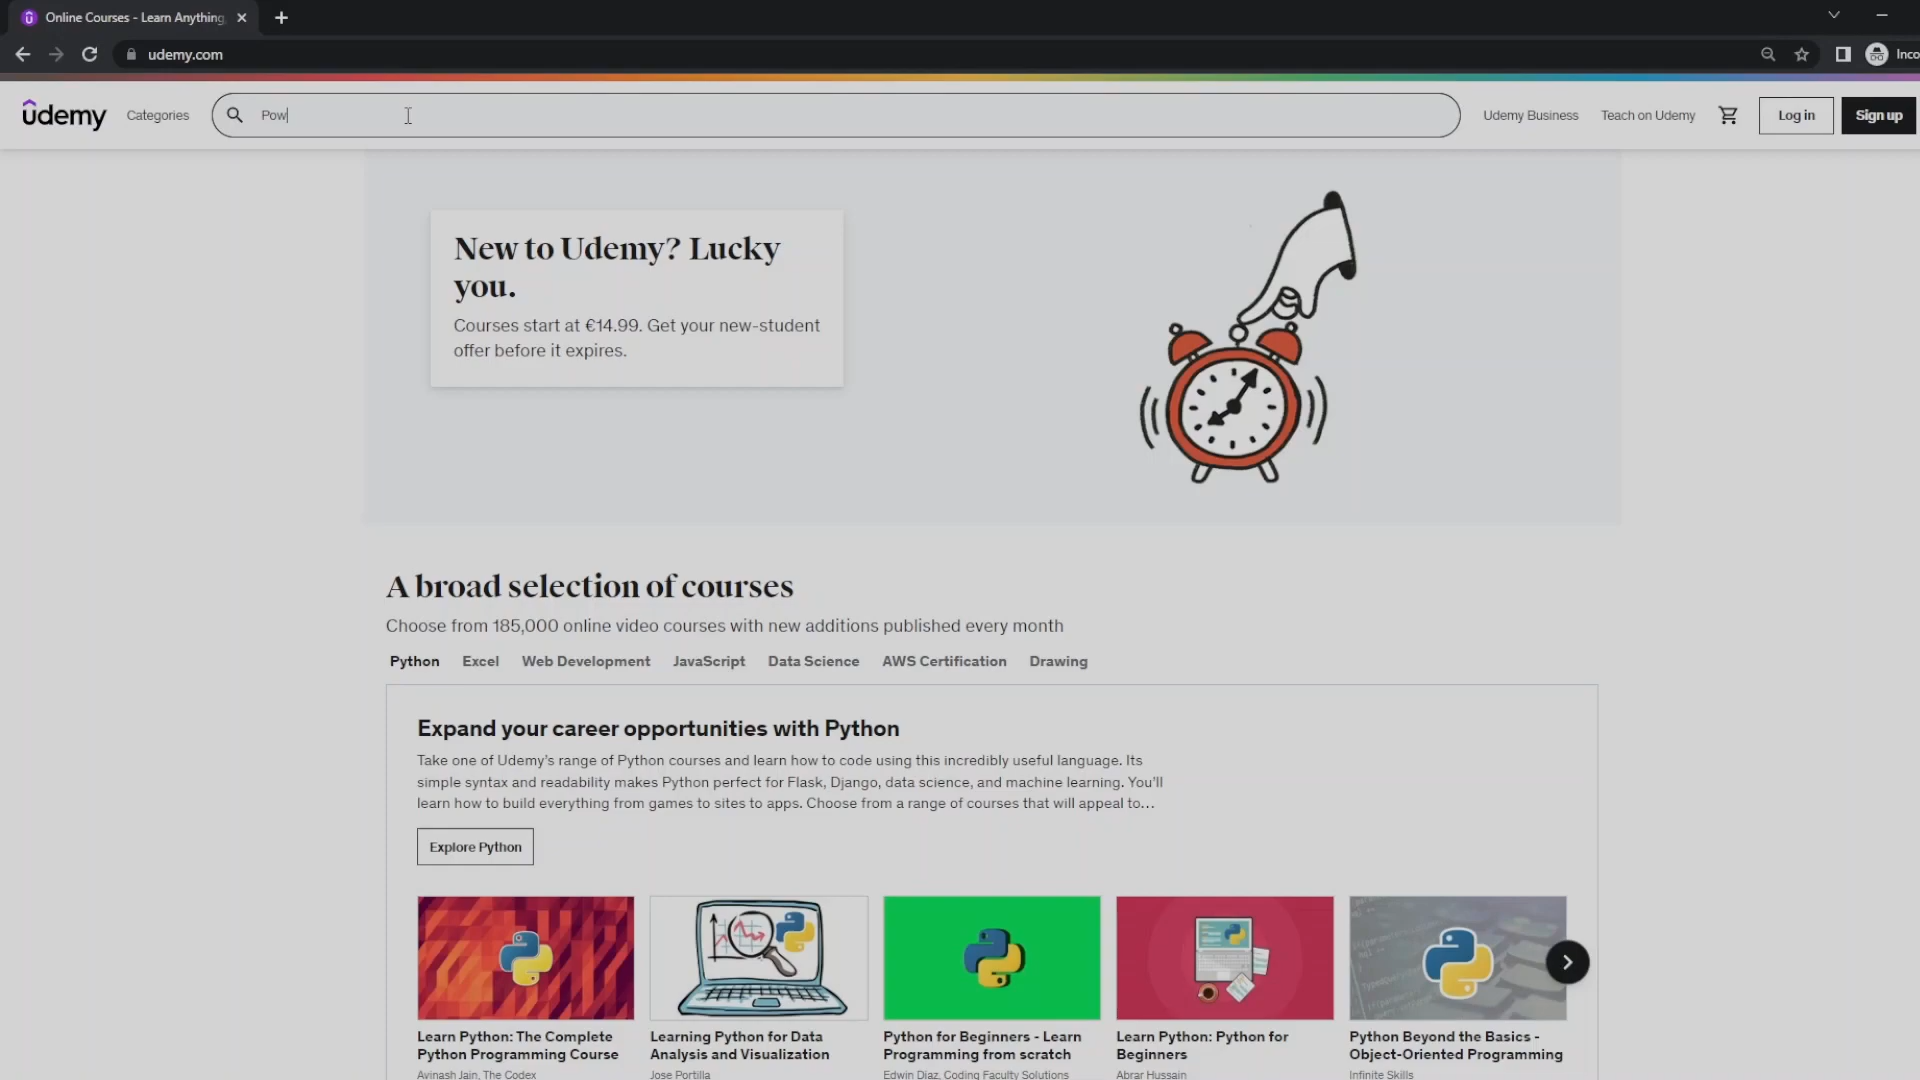 Online Courses - Learn Anything,
udemy.com
Inco
udemy
Categories
Pow
Udemy Business
Teach on Udemy
Log in
Sign up
New to Udemy? Lucky
you.
Courses start at €14.99. Get your new-student
offer before it expires.
A broad selection of courses
Choose from 185,000 online video courses with new additions published every month
Python Excel Web Development JavaScript Data Science AWS Certification Drawing
Expand your career opportunities with Python
Take one of Udemy's range of Python courses and learn how to code using this incredibly useful language. Its
simple syntax and readability makes Python perfect for Flask, Django, data science, and machine learning. You'll
learn how to build everything from games to sites to apps. Choose from a range of courses that will appeal to...
Explore Python
Learn Python: The Complete
Python Programming Course
Avinash Jain, The Codex
Learning Python for Data
Analysis and Visualization
Jose Portilla
Python for Beginners - Learn
Programming from scratch
Edwin Diaz, Coding Faculty Solutions
Learn Python: Python for
Beginners
Abrar Hussain
Python Beyond the Basics -
Object-Oriented Programming
Infinite Skills